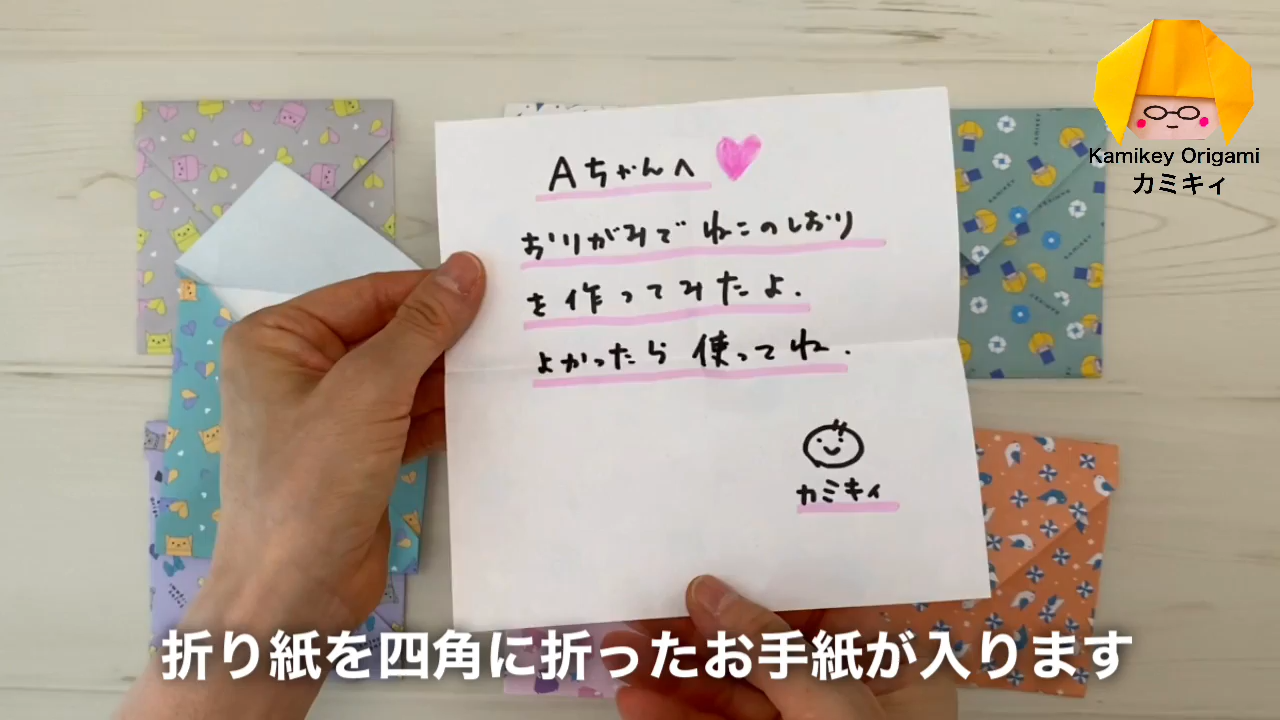 Aちゃんへ
おりがみで ねこのしおり
を作ってみたよ.
よかったら 使ってね.
カミキィ
Kamikey Origami
カミキィ
折り紙を四角に折ったお手紙が入ります